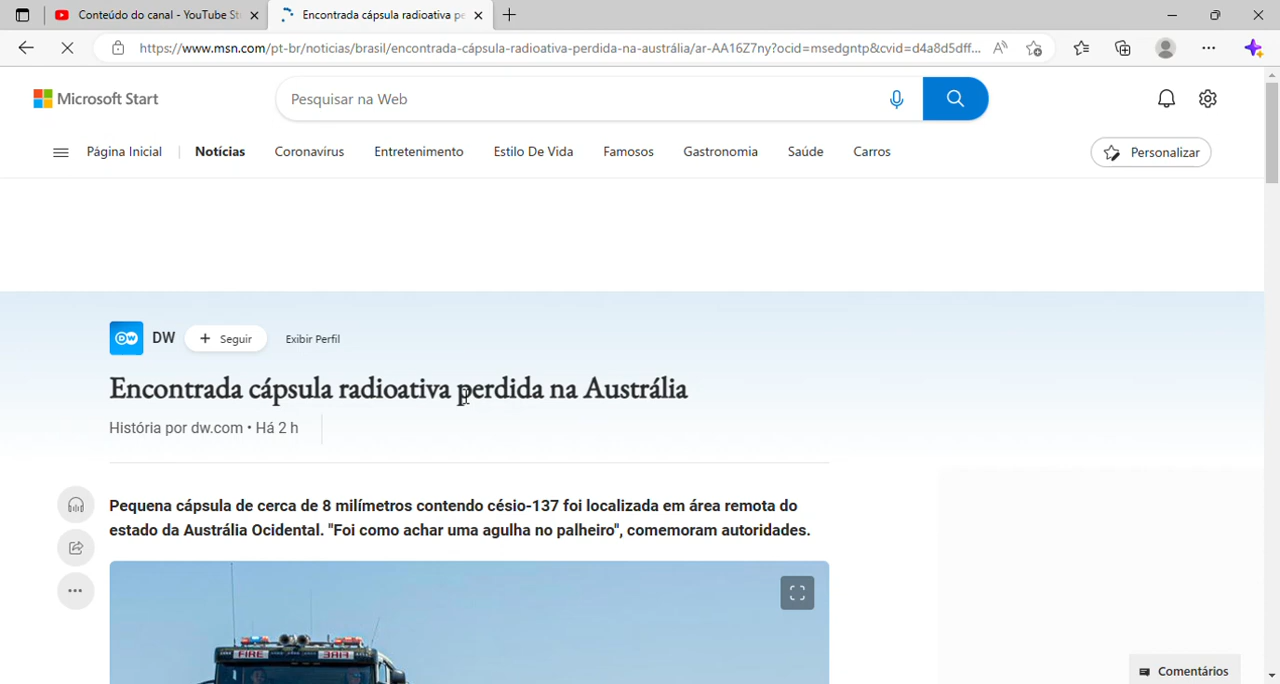 Conteúdo do canal - YouTube St
Encontrada cápsula radioativa pe
https://www.msn.com/pt-br/noticias/brasil/encontrada-cápsula-radioativa-perdida-na-austrália/ar-AA16Z7ny?ocid=msedgntp&cvid=d4a8d5dff...
Microsoft Start
Pesquisar na Web
Página Inicial
Notícias
Coronavírus
Entretenimento
Estilo De Vida
Famosos
Gastronomia
Saúde
Carros
Personalizar
DW
Seguir
Exibir Perfil
Encontrada cápsula radioativa perdida na Austrália
História por dw.com • Há 2 h
Pequena cápsula de cerca de 8 milímetros contendo césio-137 foi localizada em área remota do
estado da Austrália Ocidental. "Foi como achar uma agulha no palheiro", comemoram autoridades.
FIRE
Comentários